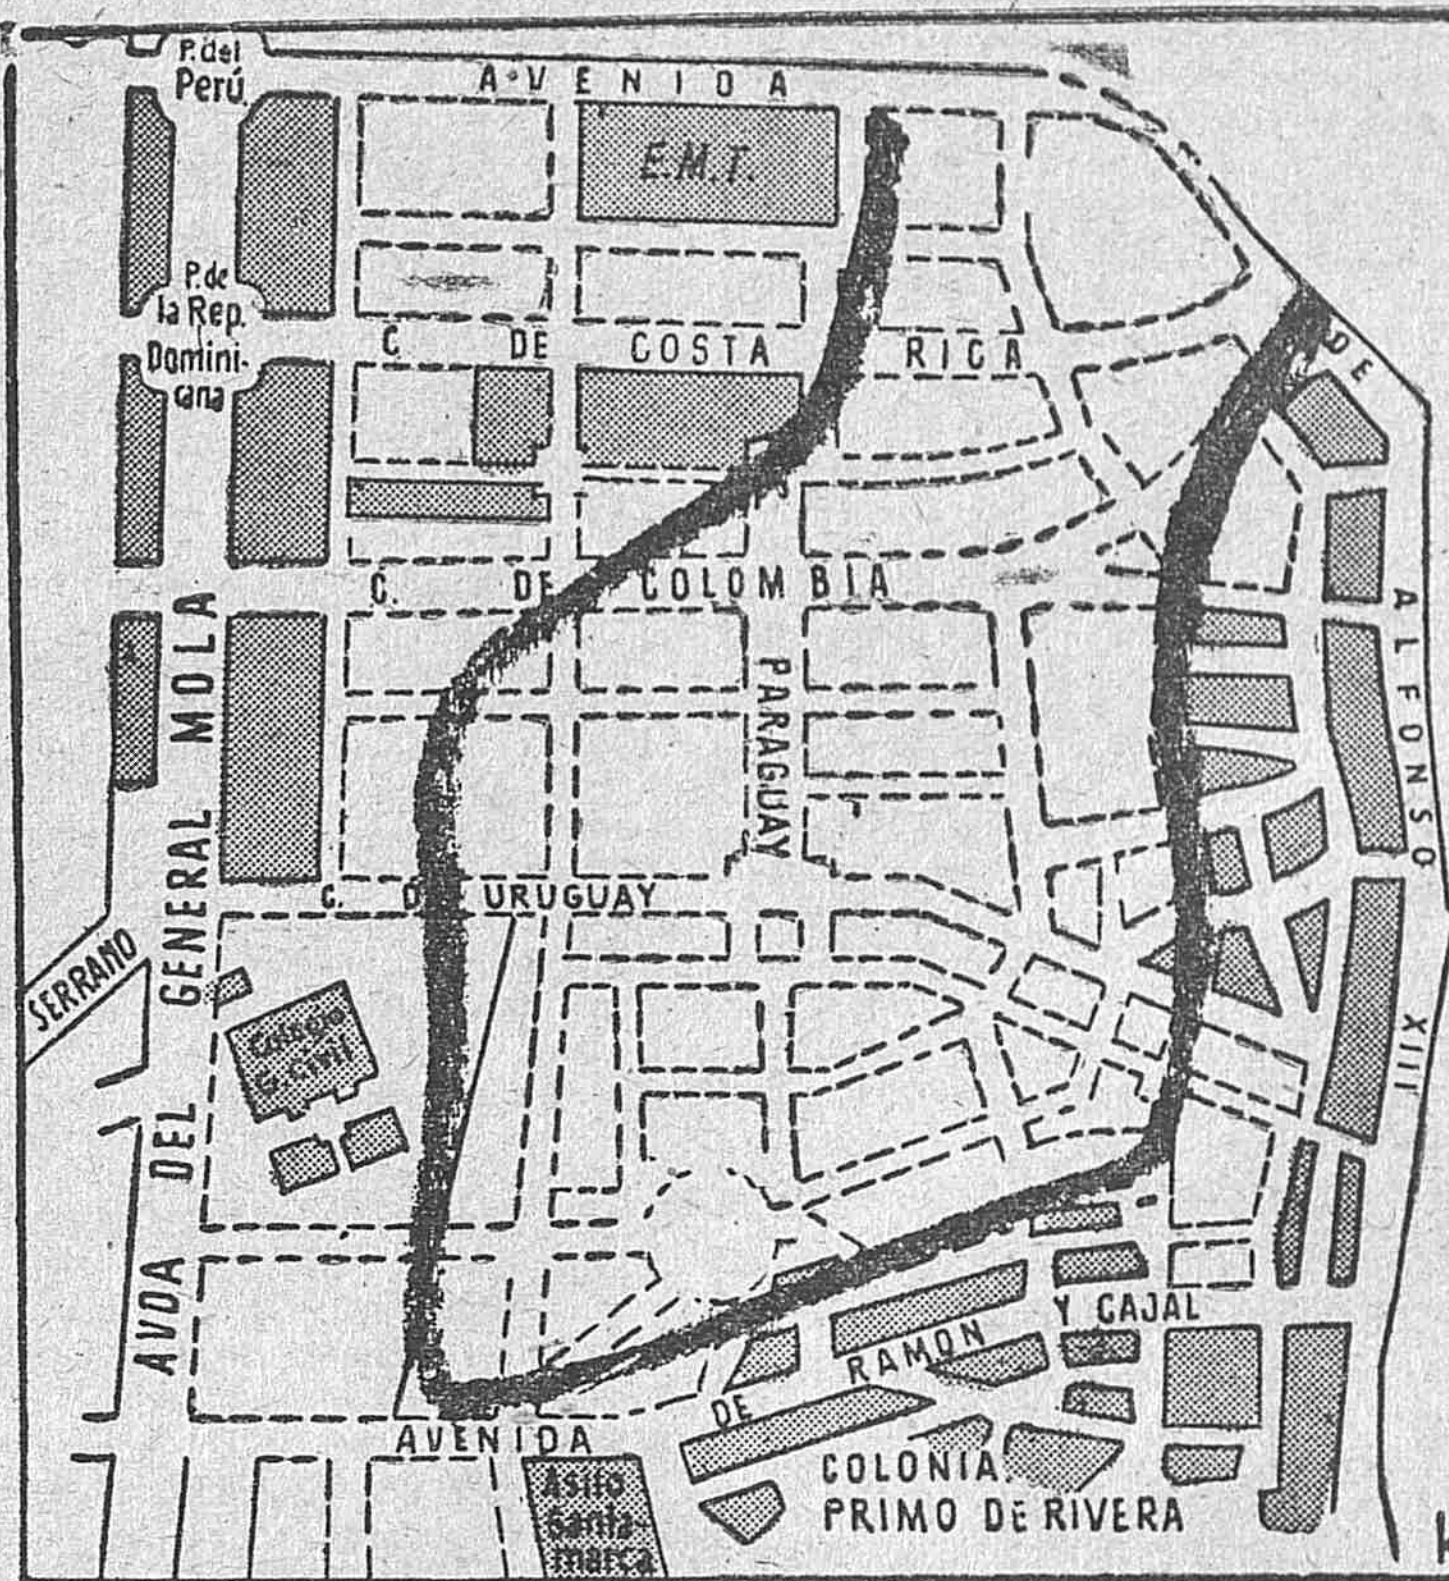 P. del
Perú.
AVENIDA
E.M.T.
P. de
la Rep.
Domini-
cana
C. DE COSTA RICA
DE
C. DE COLOMBIA
ALFONSO
XIII
PARAGUAY
AVDA DEL GENERAL MOLA
C. D URUGUAY
SERRANO
Colegio
G. Civil
AVENIDA
DE
RAMON
Y CAJAL
Asilo
Santa-
marca
COLONIA
PRIMO DE RIVERA